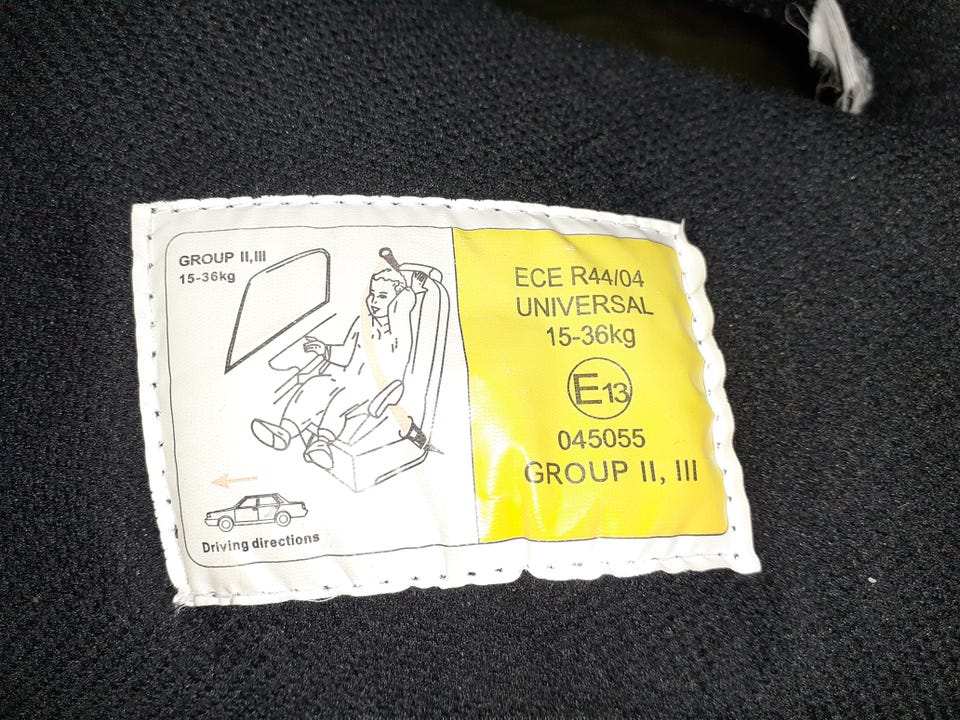 GROUP II,III
15-36kg
Driving directions
ECE R44/04
UNIVERSAL
15-36kg
E13
045055
GROUP II, III